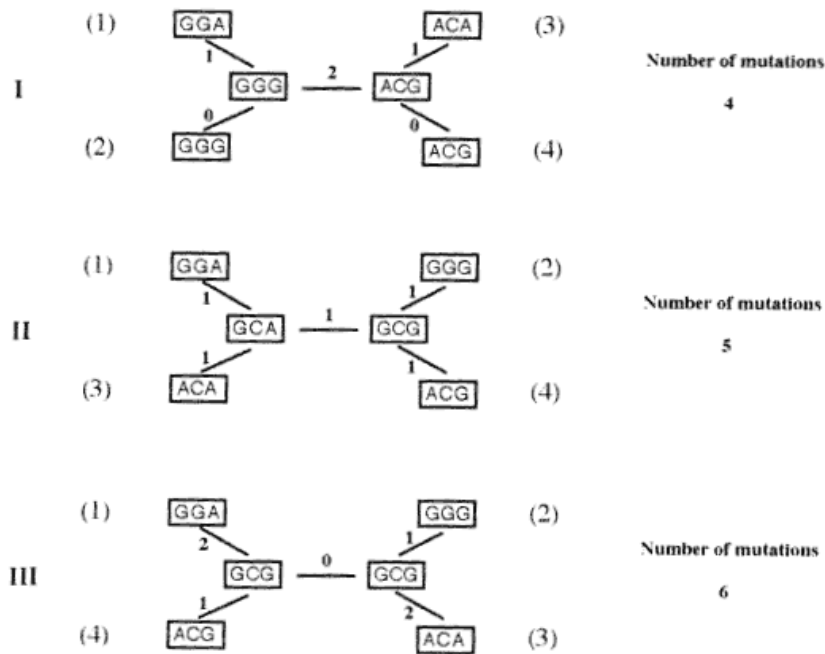 (1) GGA ACA (3)
1 1
Number of mutations
I GGG 2 ACG
4
0 0
(2) GGG ACG (4)
(1) GGA GGG (2)
1 1
Number of mutations
II GCA 1 GCG
5
1 1
(3) ACA ACG (4)
(1) GGA GGG (2)
2 1
Number of mutations
III GCG 0 GCG
6
1 2
(4) ACG ACA (3)